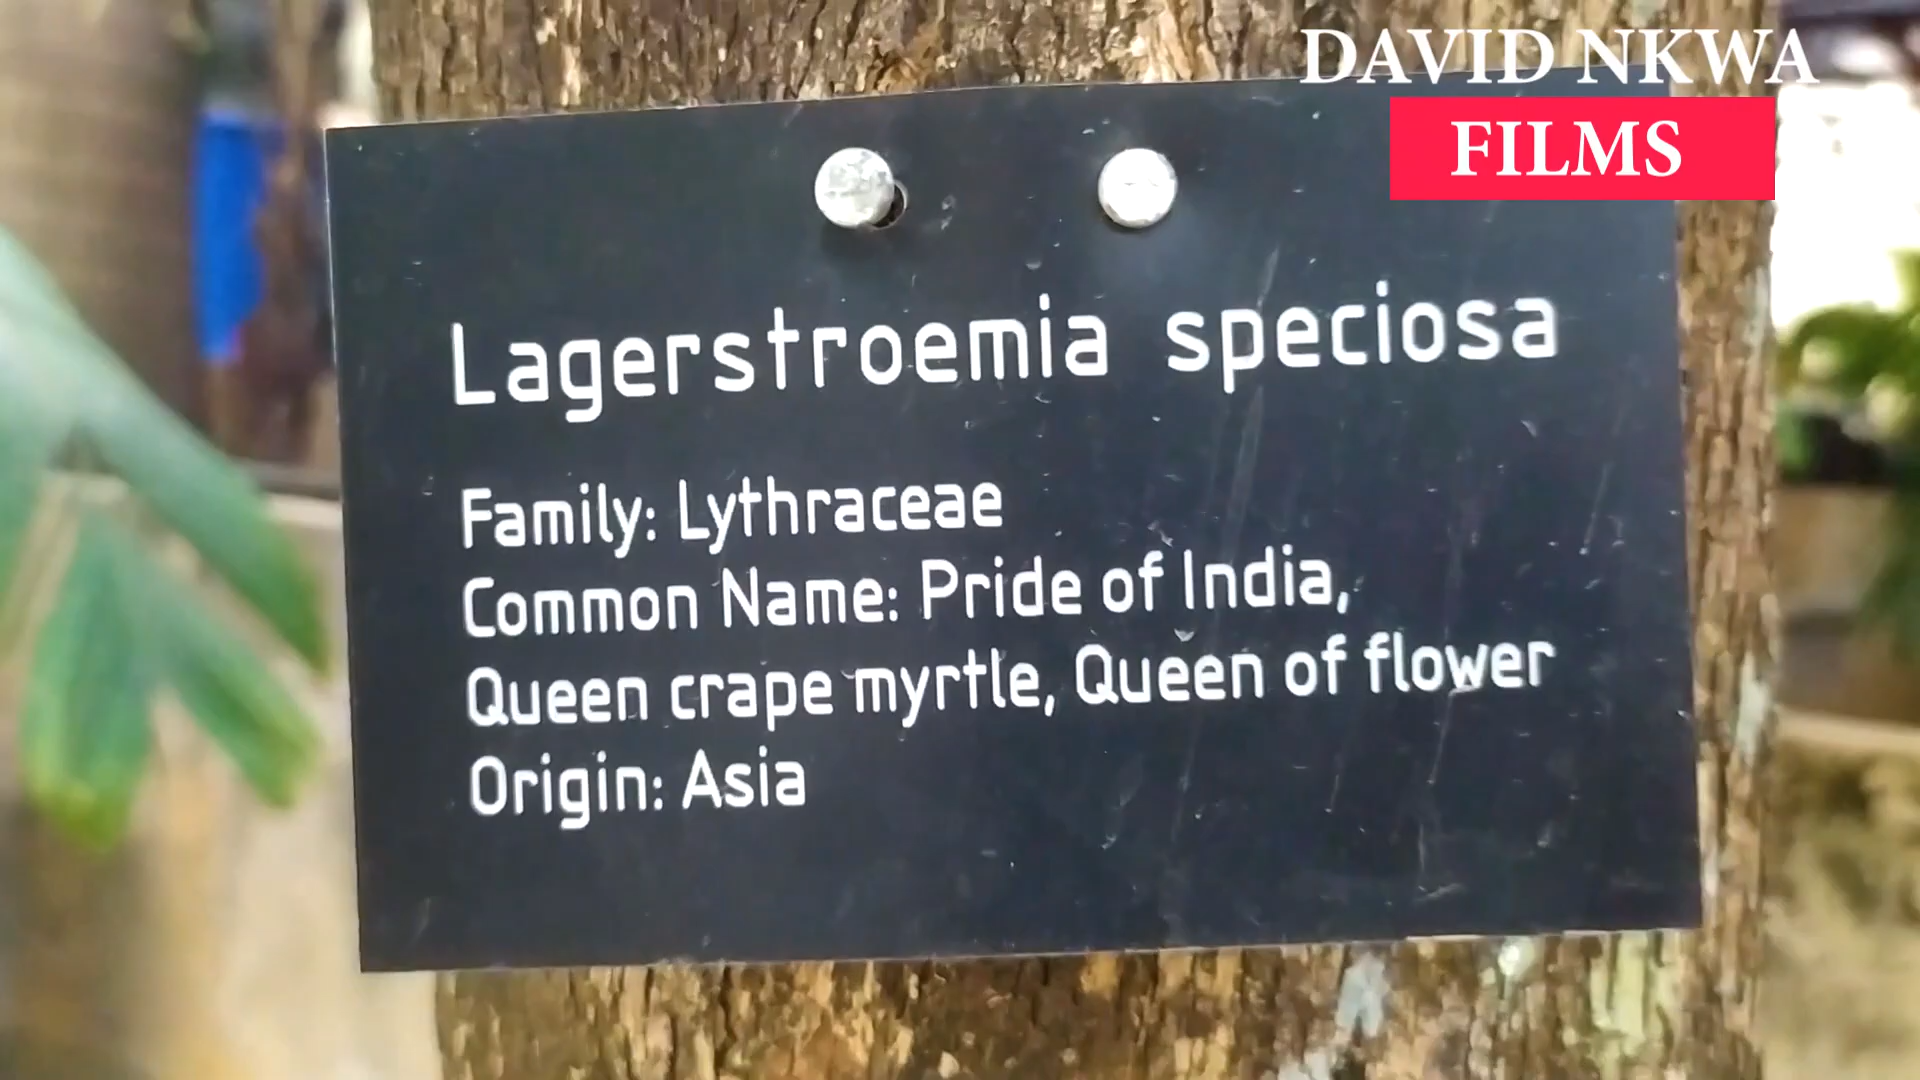 DAVID NKWA
FILMS
Lagerstroemia speciosa
Family: Lythraceae
Common Name: Pride of India,
Queen crape myrtle, Queen of flower
Origin: Asia